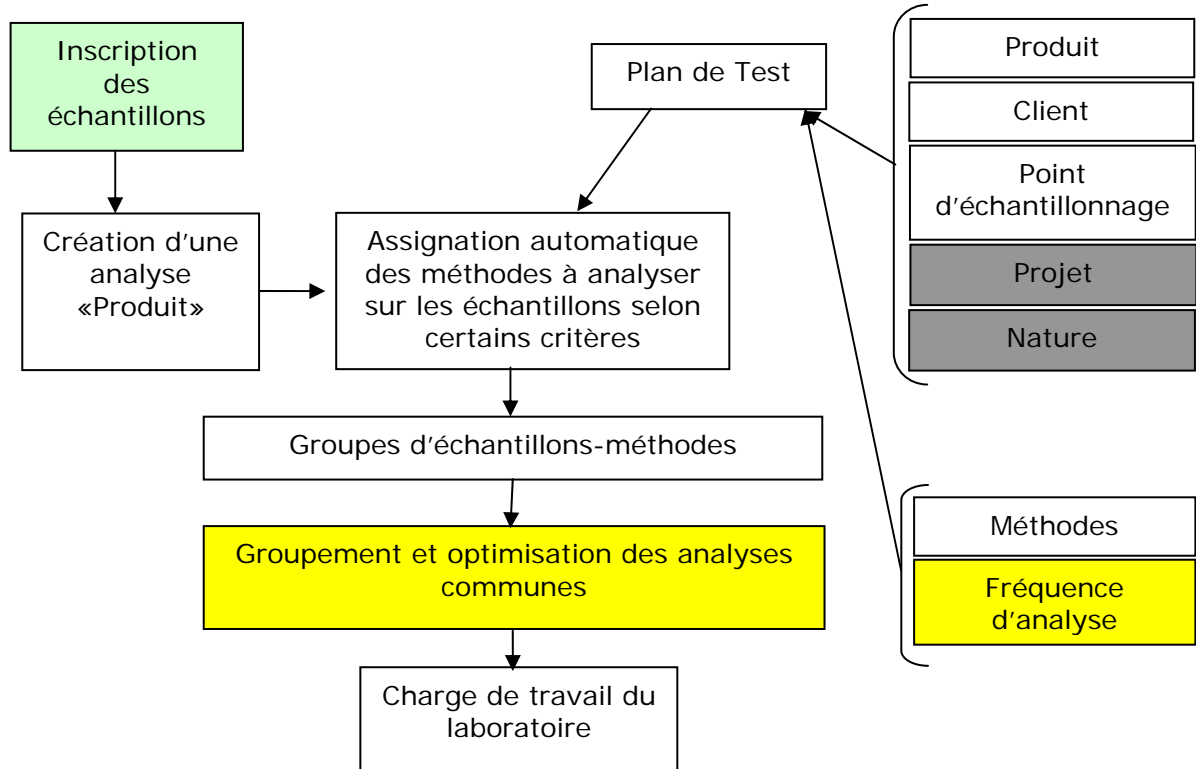 Inscription
des
échantillons
Plan de Test
Produit
Client
Point
d'échantillonnage
Projet
Nature
Création d'une
analyse
«Produit»
Assignation automatique
des méthodes à analyser
sur les échantillons selon
certains critères
Groupes d'échantillons-méthodes
Groupement et optimisation des analyses
communes
Méthodes
Fréquence
d'analyse
Charge de travail du
laboratoire